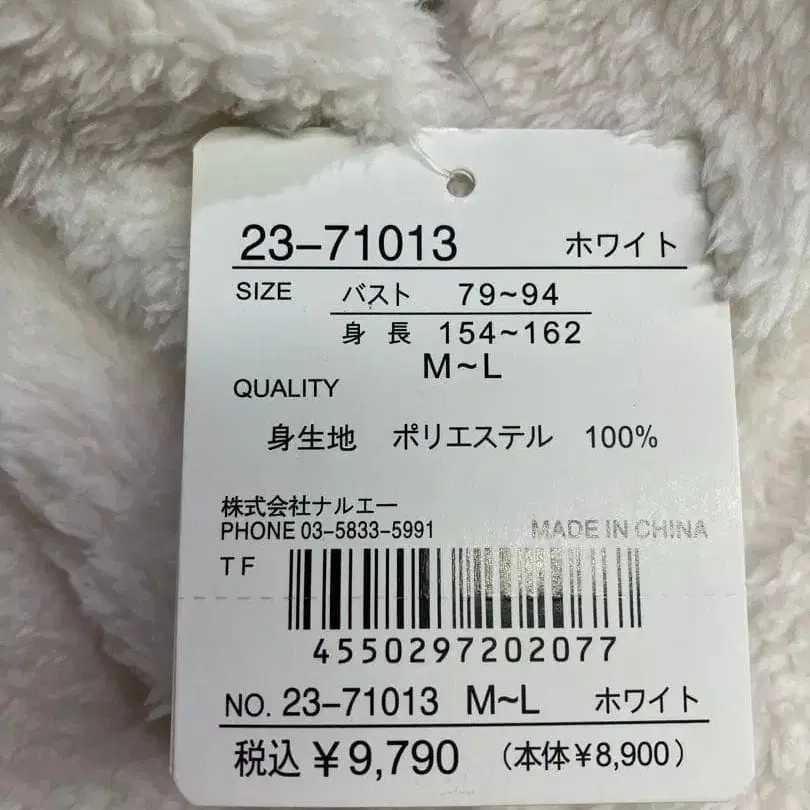 23-71013 ホワイト
SIZE バスト 79~94
身長 154~162
M~L
QUALITY
身生地 ポリエステル 100%
株式会社ナルエー
PHONE 03-5833-5991 MADE IN CHINA
TF
4550297202077
NO. 23-71013 M~L ホワイト
税込 ¥9,790 (本体¥8,900)